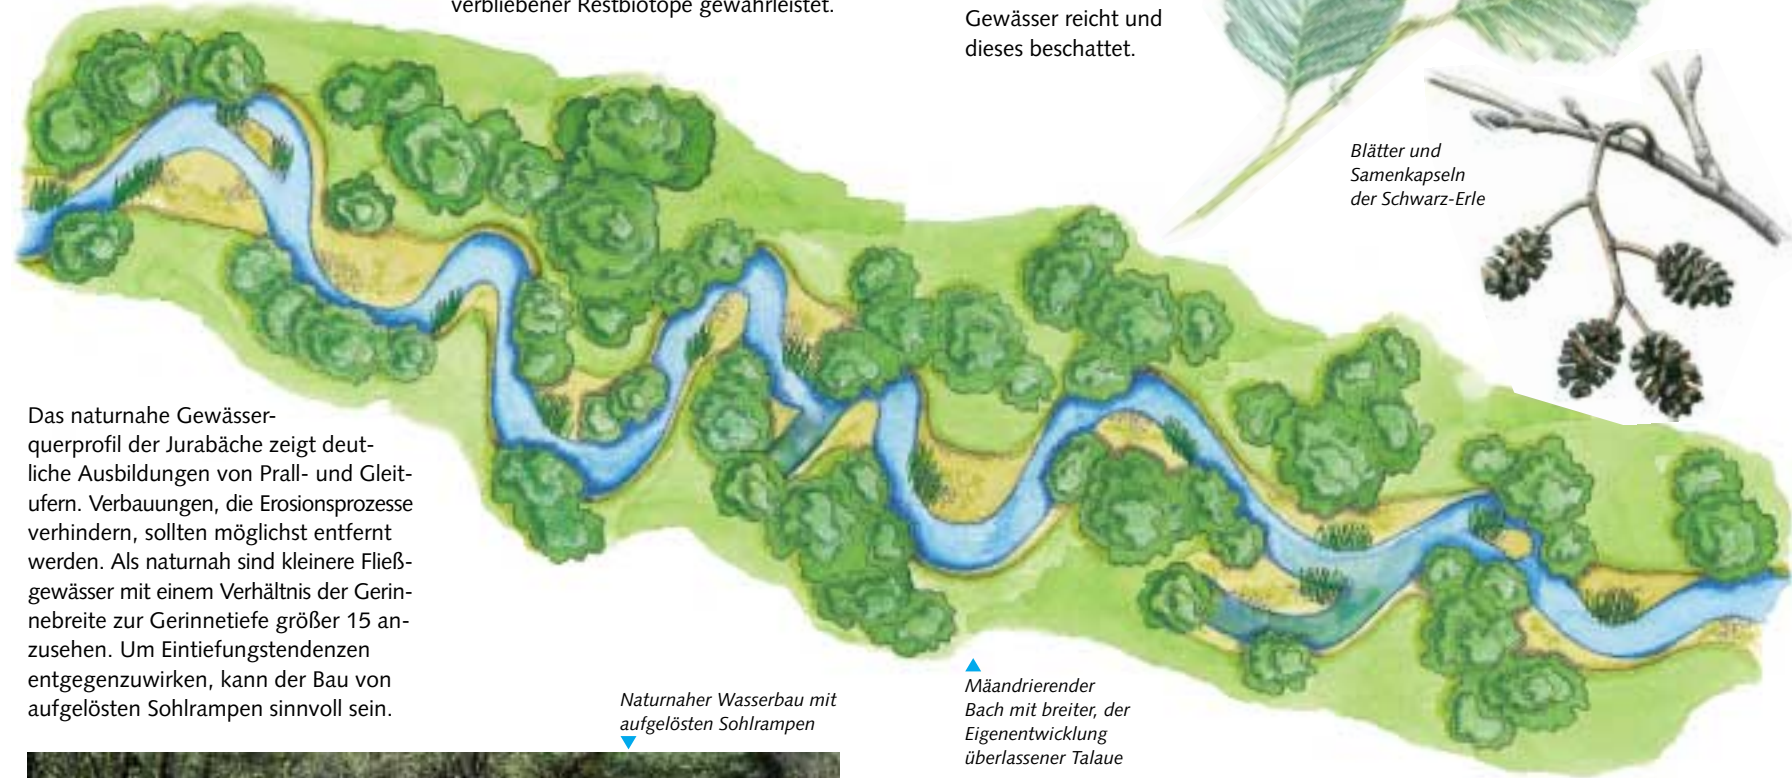 verbliebener Restbiotope gewährleistet.
Gewässer reicht und
dieses beschattet.
Blätter und
Samenkapseln
der Schwarz-Erle
Das naturnahe Gewässer-
querprofil der Jurabäche zeigt deut-
liche Ausbildungen von Prall- und Gleit-
ufern. Verbauungen, die Erosionsprozesse
verhindern, sollten möglichst entfernt
werden. Als naturnah sind kleinere Fließ-
gewässer mit einem Verhältnis der Gerin-
nebreite zur Gerinnetiefe größer 15 an-
zusehen. Um Eintiefungstendenzen
entgegenzuwirken, kann der Bau von
aufgelösten Sohlrampen sinnvoll sein.
Naturnaher Wasserbau mit
aufgelösten Sohlrampen
Mäandrierender
Bach mit breiter, der
Eigenentwicklung
überlassener Talaue